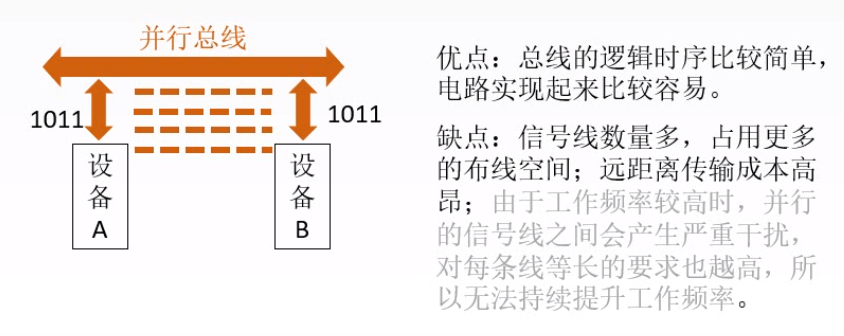 并行总线
1011
1011
设备A
设备B
优点：总线的逻辑时序比较简单，
电路实现起来比较容易。
缺点：信号线数量多，占用更多
的布线空间；远距离传输成本高
昂；由于工作频率较高时，并行
的信号线之间会产生严重干扰，
对每条线等长的要求也越高，所
以无法持续提升工作频率。